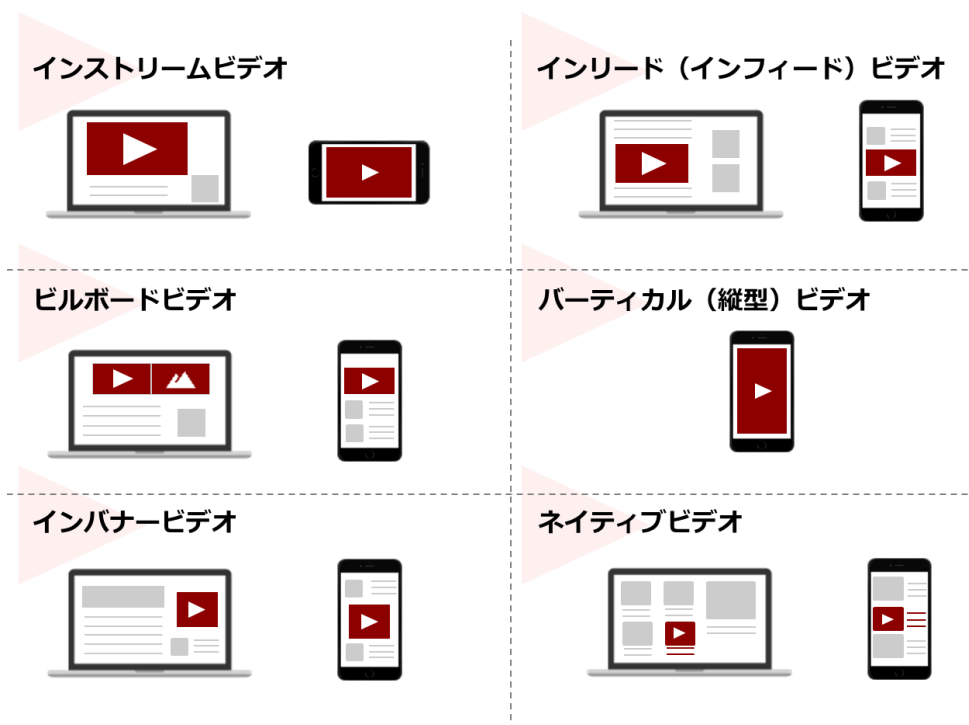 インストリームビデオ
インリード（インフィード）ビデオ
ビルボードビデオ
バーティカル（縦型）ビデオ
インバナービデオ
ネイティブビデオ